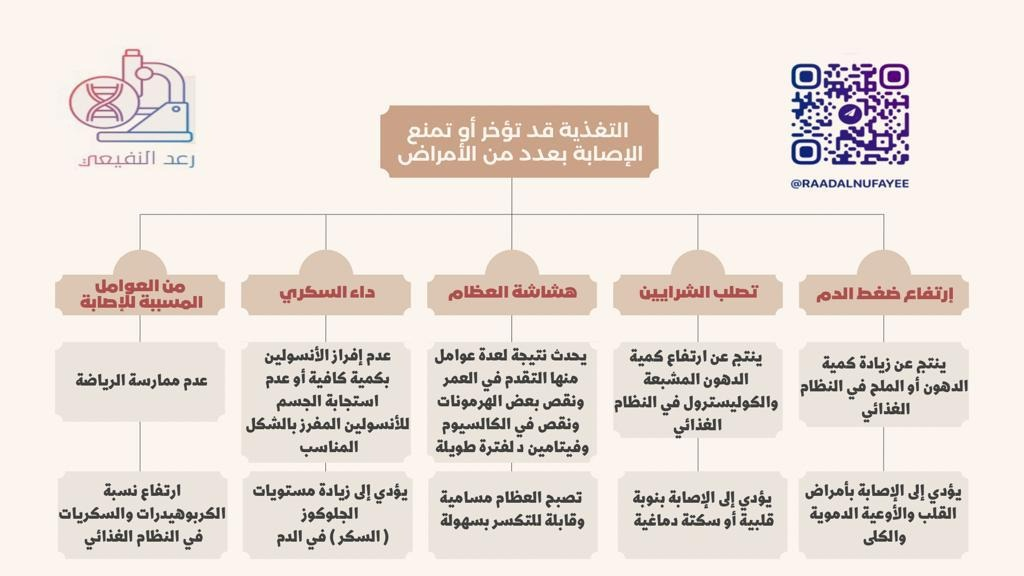 رعد النفيعي
@RAADALNUFAYEE
التغذية قد تؤخر أو تمنع
الإصابة بعدد من الأمراض
إرتفاع ضغط الدم
ينتج عن زيادة كمية
الدهون أو الملح في النظام
الغذائي
يؤدي إلى الإصابة بأمراض
القلب والأوعية الدموية
والكلى
تصلب الشرايين
ينتج عن ارتفاع كمية
الدهون المشبعة
والكوليسترول في النظام
الغذائي
يؤدي إلى الإصابة بنوبة
قلبية أو سكتة دماغية
هشاشة العظام
يحدث نتيجة لعدة عوامل
منها التقدم في العمر
ونقص بعض الهرمونات
ونقص في الكالسيوم
وفيتامين د لفترة طويلة
تصبح العظام مسامية
وقابلة للتكسر بسهولة
داء السكري
عدم إفراز الأنسولين
بكمية كافية أو عدم
استجابة الجسم
للأنسولين المفرز بالشكل
المناسب
يؤدي إلى زيادة مستويات
الجلوكوز
( السكر ) في الدم
من العوامل
المسببة للإصابة
عدم ممارسة الرياضة
ارتفاع نسبة
الكربوهيدرات والسكريات
في النظام الغذائي